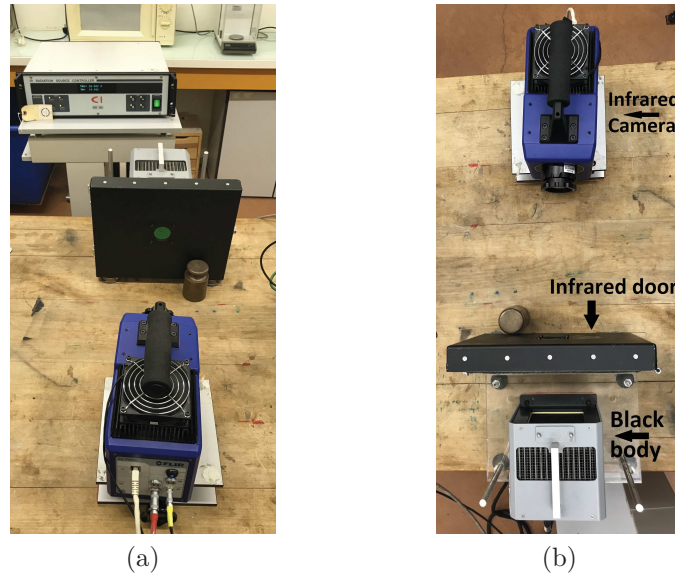 RADIATION SOURCE CONTROLLER
CI
FLIR
Infrared
Camera
Infrared door
Black
body
(a)
(b)